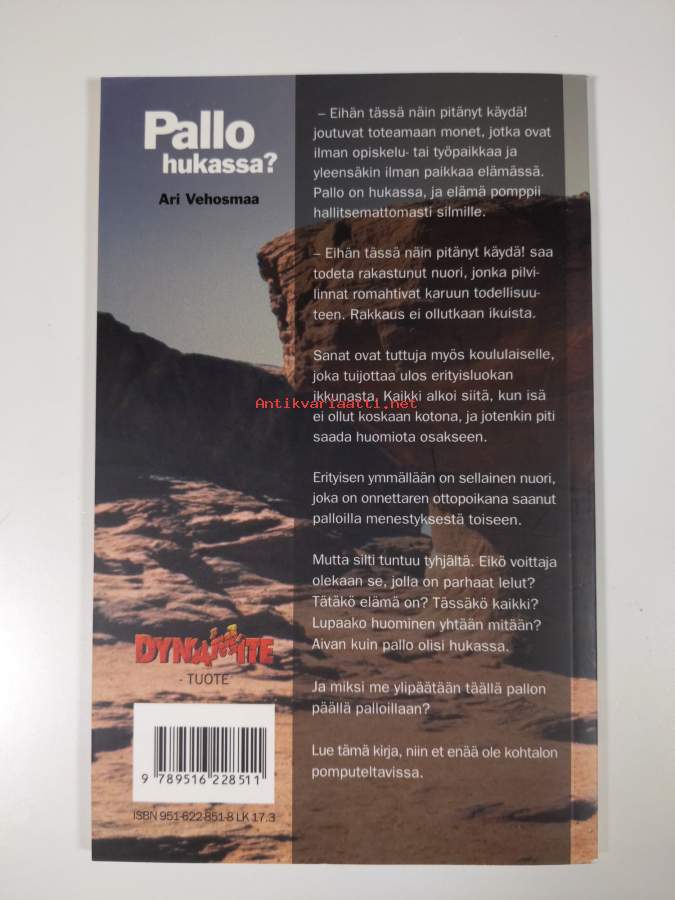 Pallo
hukassa?
Ari Vehosmaa
– Eihän tässä näin pitänyt käydä!
joutuvat toteamaan monet, jotka ovat
ilman opiskelu- tai työpaikkaa ja
yleensäkin ilman paikkaa elämässä.
Pallo on hukassa, ja elämä pomppii
hallitsemattomasti silmille.
– Eihän tässä näin pitänyt käydä! saa
todeta rakastunut nuori, jonka pilvi-
linnat romahtivat karuun todellisuu-
teen. Rakkaus ei ollutkaan ikuista.
Sanat ovat tuttuja myös koululaiselle,
joka tuijottaa ulos erityisluokan
ikkunasta. Kaikki alkoi siitä, kun isä
ei ollut koskaan kotona, ja jotenkin piti
saada huomiota osakseen.
Erityisen ymmällään on sellainen nuori,
joka on onnettaren ottopoikana saanut
palloilla menestyksestä toiseen.
Mutta silti tuntuu tyhjältä. Eikö voittaja
olekaan se, jolla on parhaat lelut?
Tätäkö elämä on? Tässäkö kaikki?
Lupaako huominen yhtään mitään?
Aivan kuin pallo olisi hukassa.
Ja miksi me ylipäätään täällä pallon
päällä palloillaan?
Lue tämä kirja, niin et enää ole kohtalon
pomputeltavissa.
Antikvariaatti.net
DYNAMITE
- TUOTE
9 789516 228511
ISBN 951-622-851-8 LK 17.3